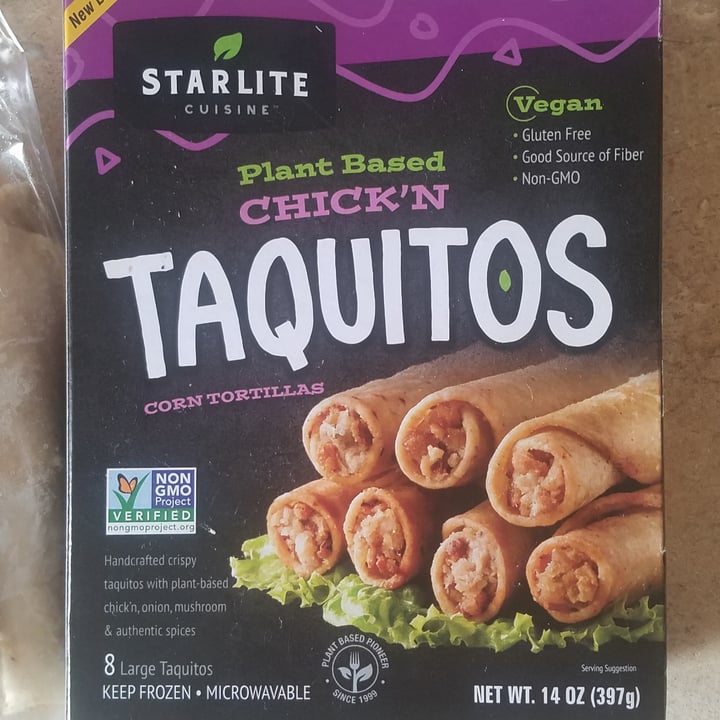 New
STARLITE
CUISINE™
Vegan
• Gluten Free
• Good Source of Fiber
• Non-GMO
Plant Based
CHICK'N
TAQUITOS
CORN TORTILLAS
NON
GMO
Project
VERIFIED
nongmoproject.org
Handcrafted crispy
taquitos with plant-based
chick'n, onion, mushroom
& authentic spices
8 Large Taquitos
KEEP FROZEN • MICROWAVABLE
PLANT BASED PIONEER
• SINCE 1999 •
Serving Suggestion
NET WT. 14 OZ (397g)